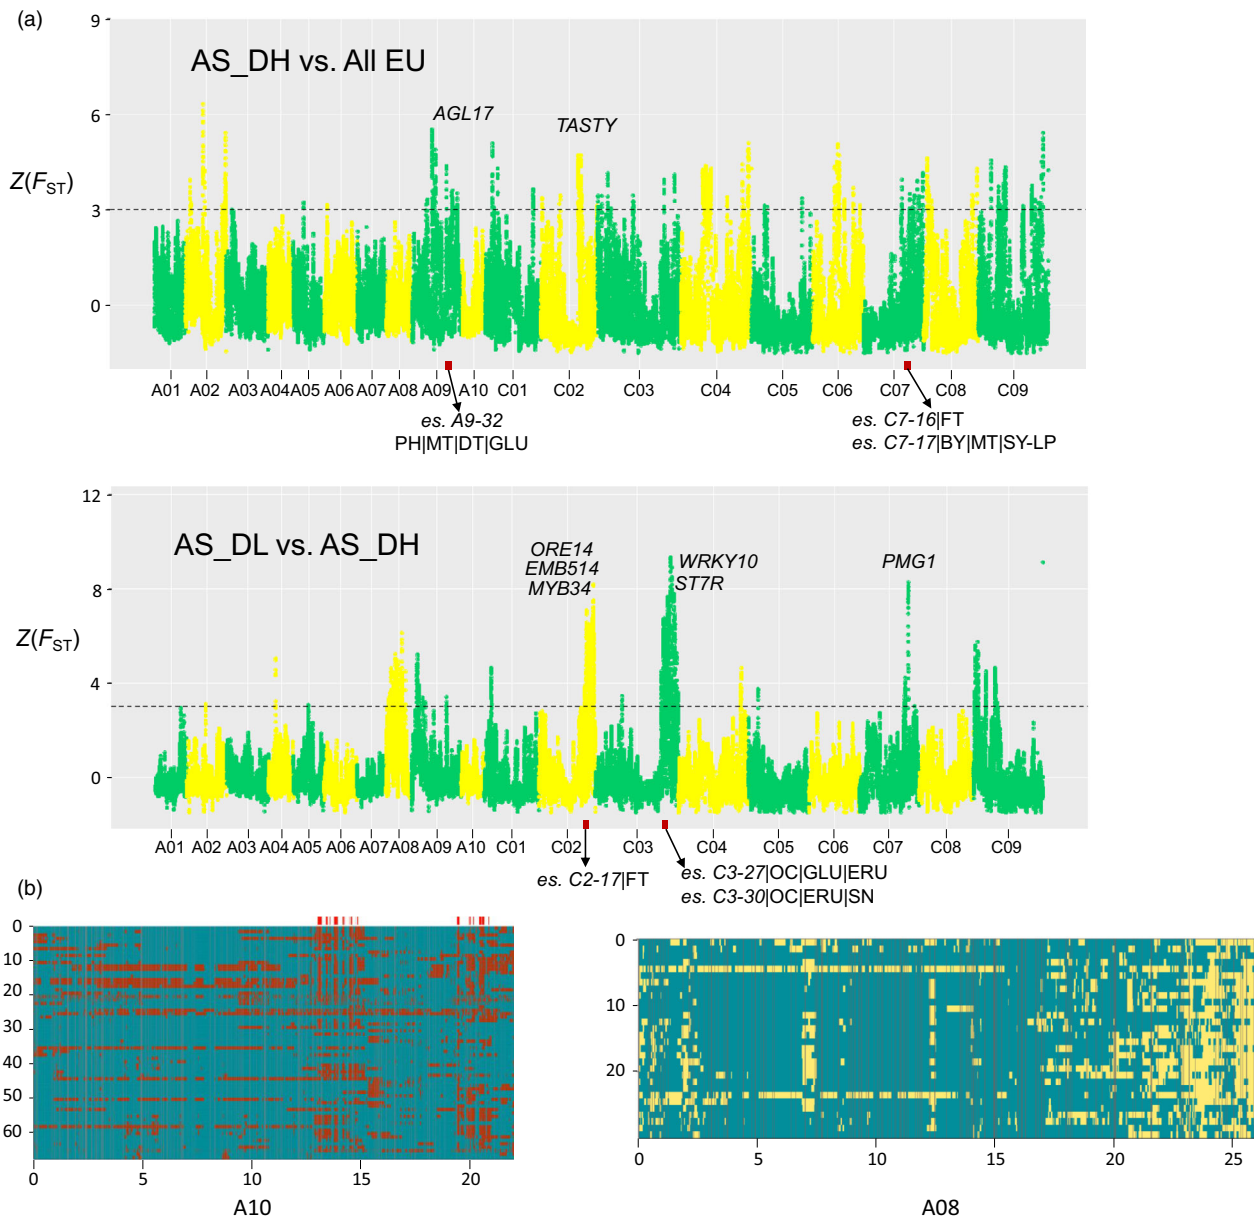 (a)
9
AS_DH vs. All EU
6
AGL17
TASTY
Z(FST)
3
0
A01 A02 A03 A04 A05 A06 A07 A08 A09 A10 C01 C02 C03 C04 C05 C06 C07 C08 C09
es. A9-32
PH|MT|DT|GLU
es. C7-16|FT
es. C7-17|BY|MT|SY-LP
12
AS_DL vs. AS_DH
ORE14
EMB514
MYB34
WRKY10
ST7R
PMG1
8
Z(FST)
4
0
A01 A02 A03 A04 A05 A06 A07 A08 A09 A10 C01 C02 C03 C04 C05 C06 C07 C08 C09
es. C2-17|FT
es. C3-27|OC|GLU|ERU
es. C3-30|OC|ERU|SN
(b)
0
10
20
30
40
50
60
0 5 10 15 20
A10
0
10
20
0 5 10 15 20 25
A08